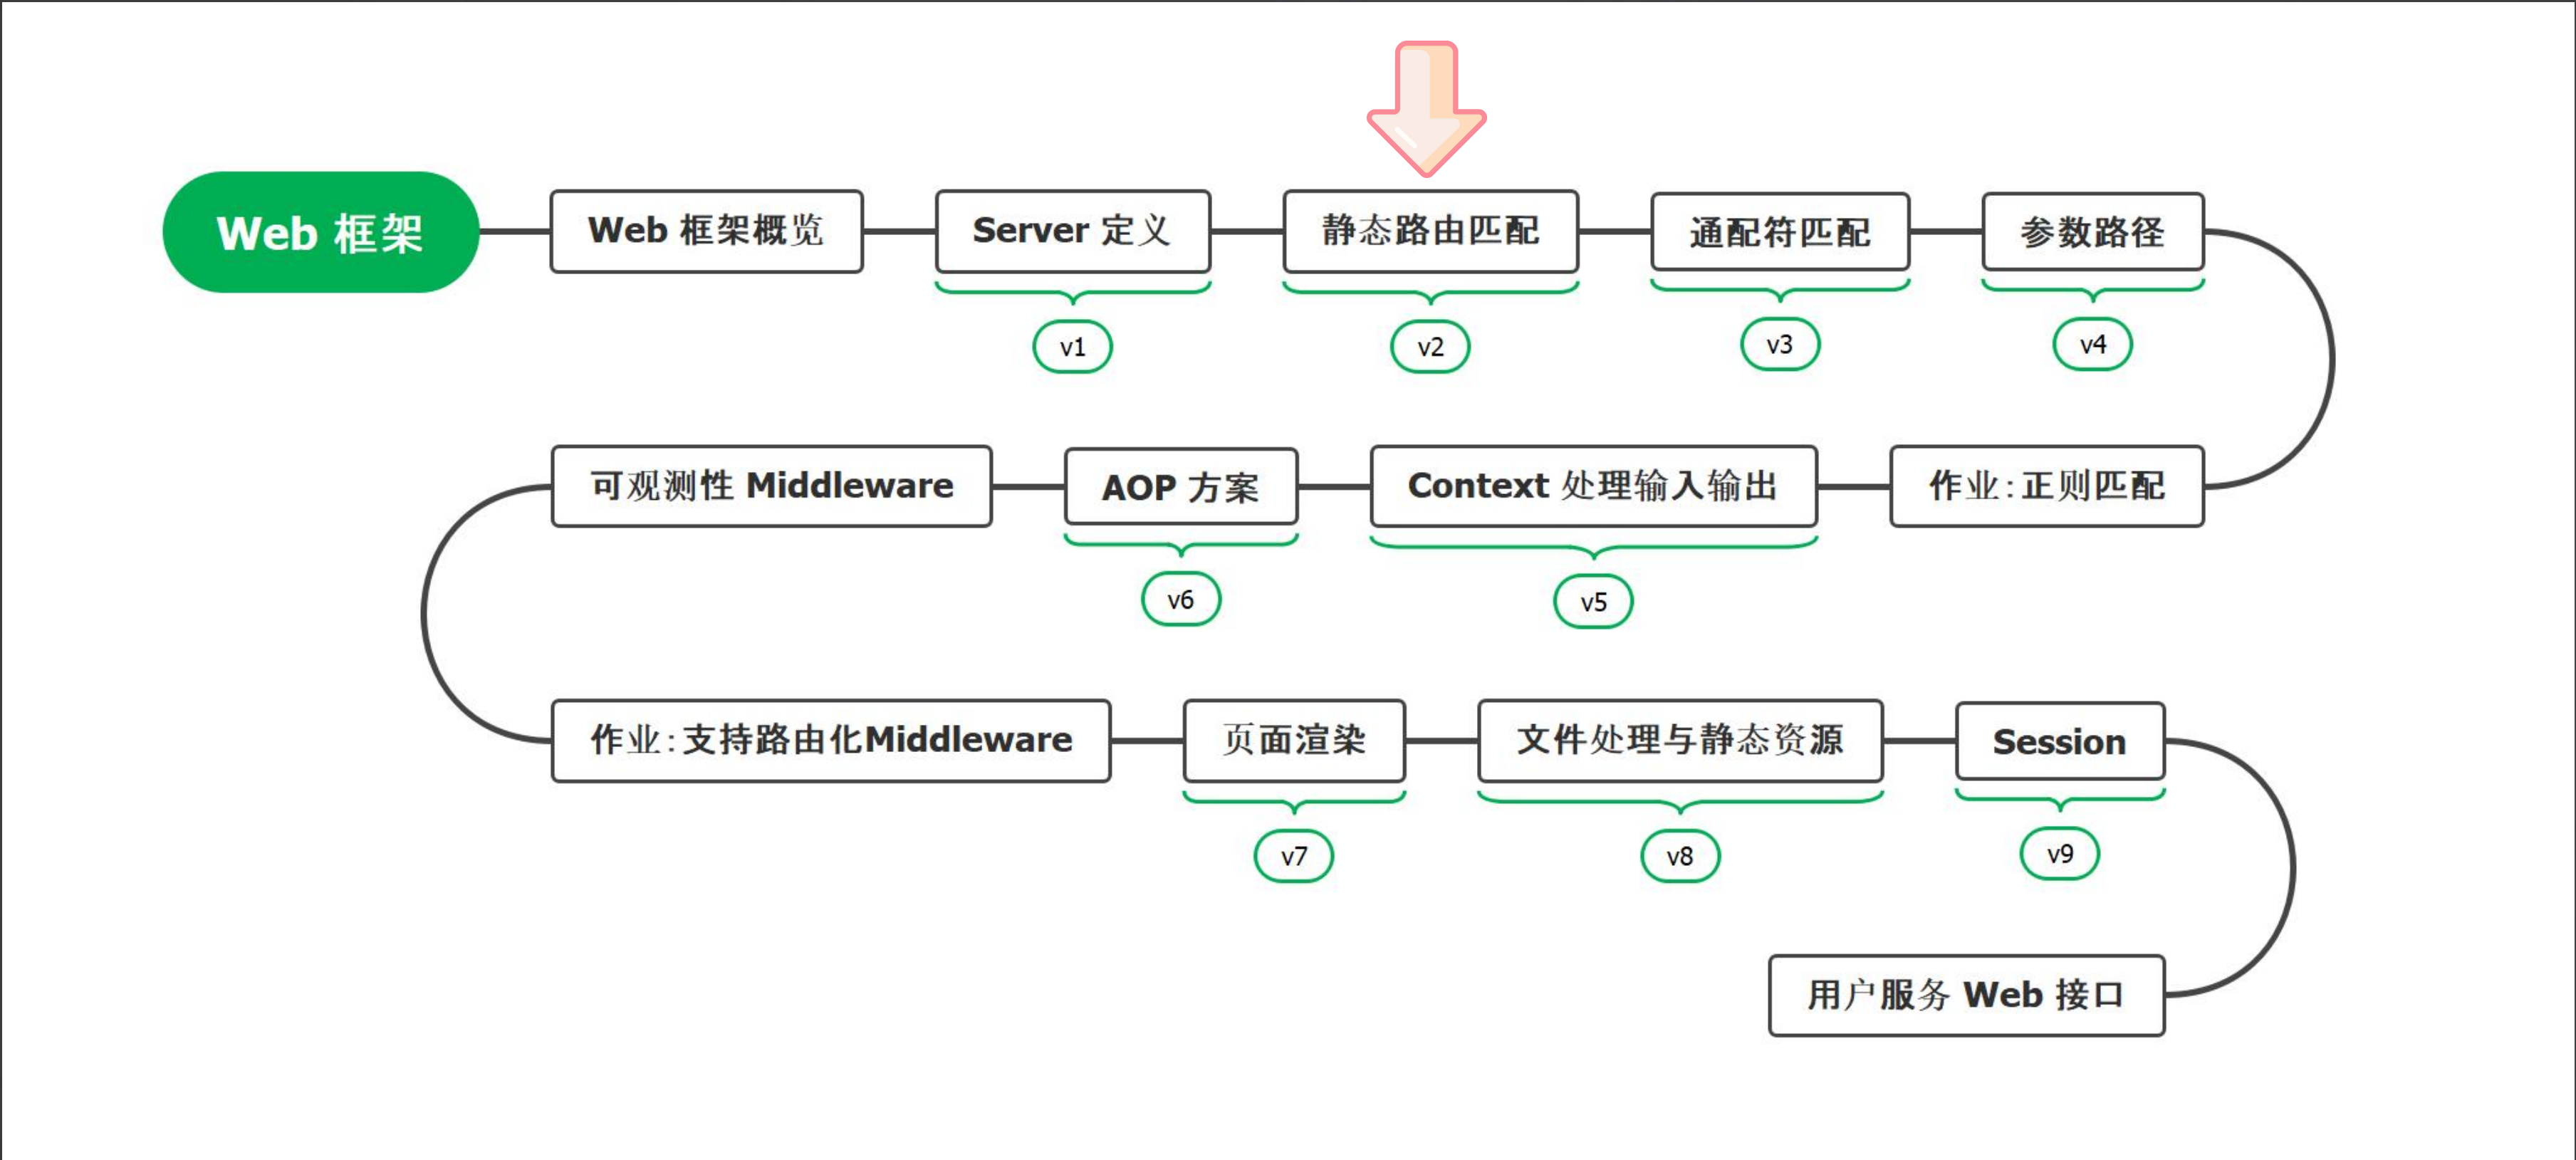 Web 框架
Web 框架概览
Server 定义
静态路由匹配
通配符匹配
参数路径
v1
v2
v3
v4
可观测性 Middleware
AOP 方案
Context 处理输入输出
作业:正则匹配
v6
v5
作业:支持路由化Middleware
页面渲染
文件处理与静态资源
Session
v7
v8
v9
用户服务 Web 接口